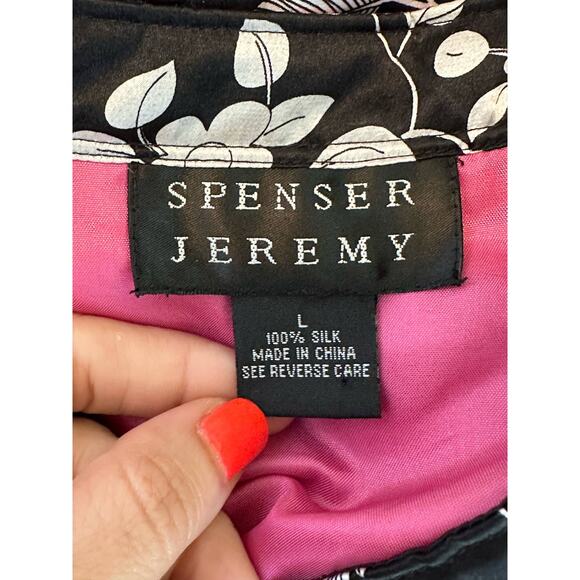 SPENSER
JEREMY
L
100% SILK
MADE IN CHINA
SEE REVERSE CARE